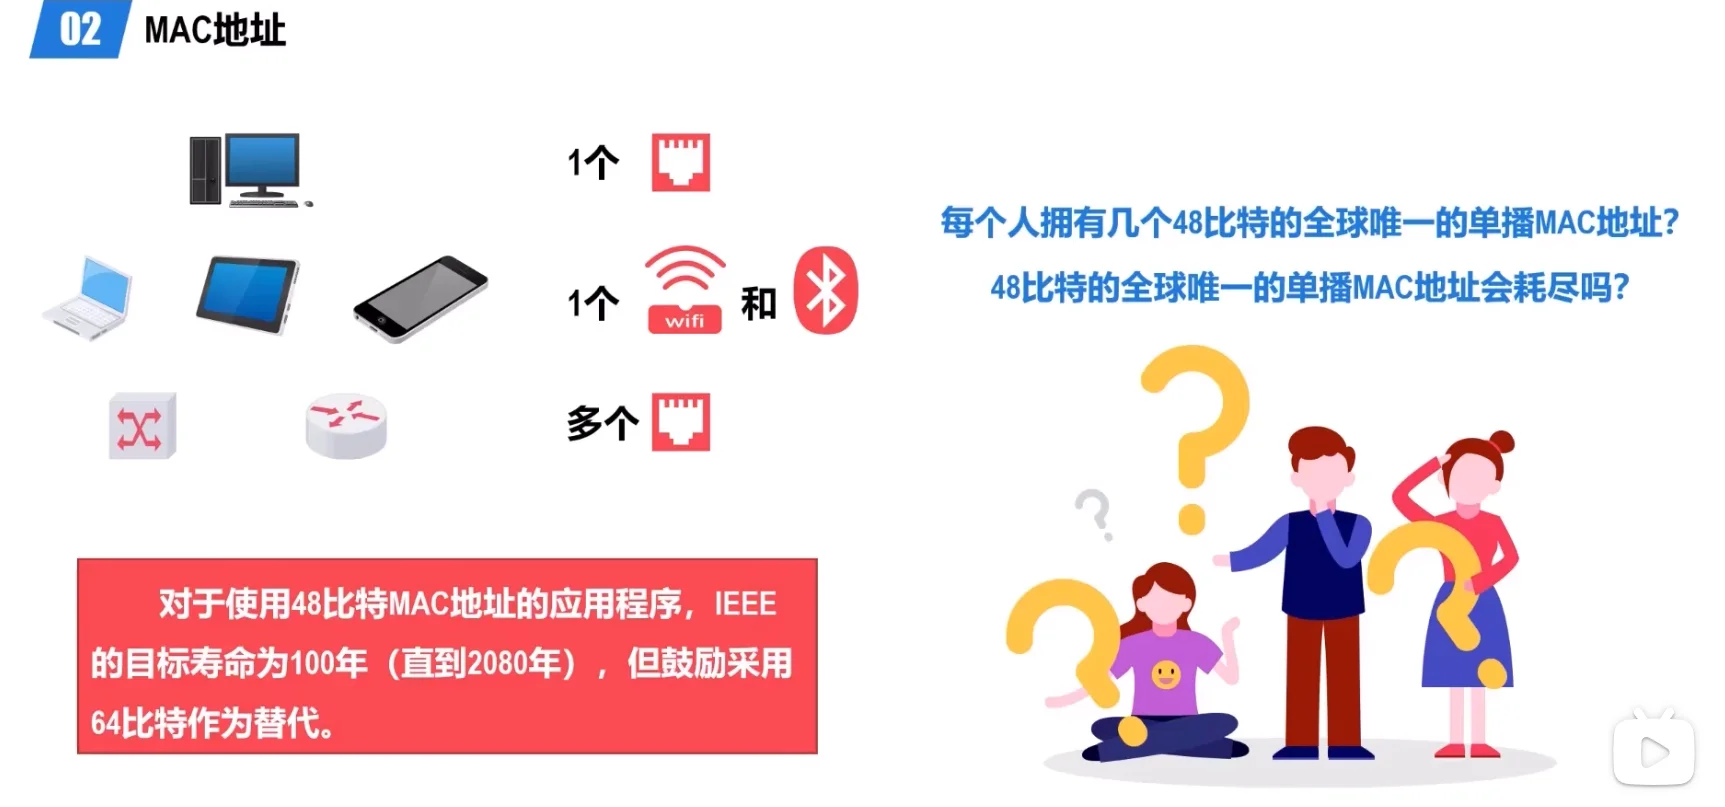 02 MAC地址
1个
1个 wifi 和
多个
对于使用48比特MAC地址的应用程序，IEEE
的目标寿命为100年（直到2080年），但鼓励采用
64比特作为替代。
每个人拥有几个48比特的全球唯一的单播MAC地址？
48比特的全球唯一的单播MAC地址会耗尽吗？